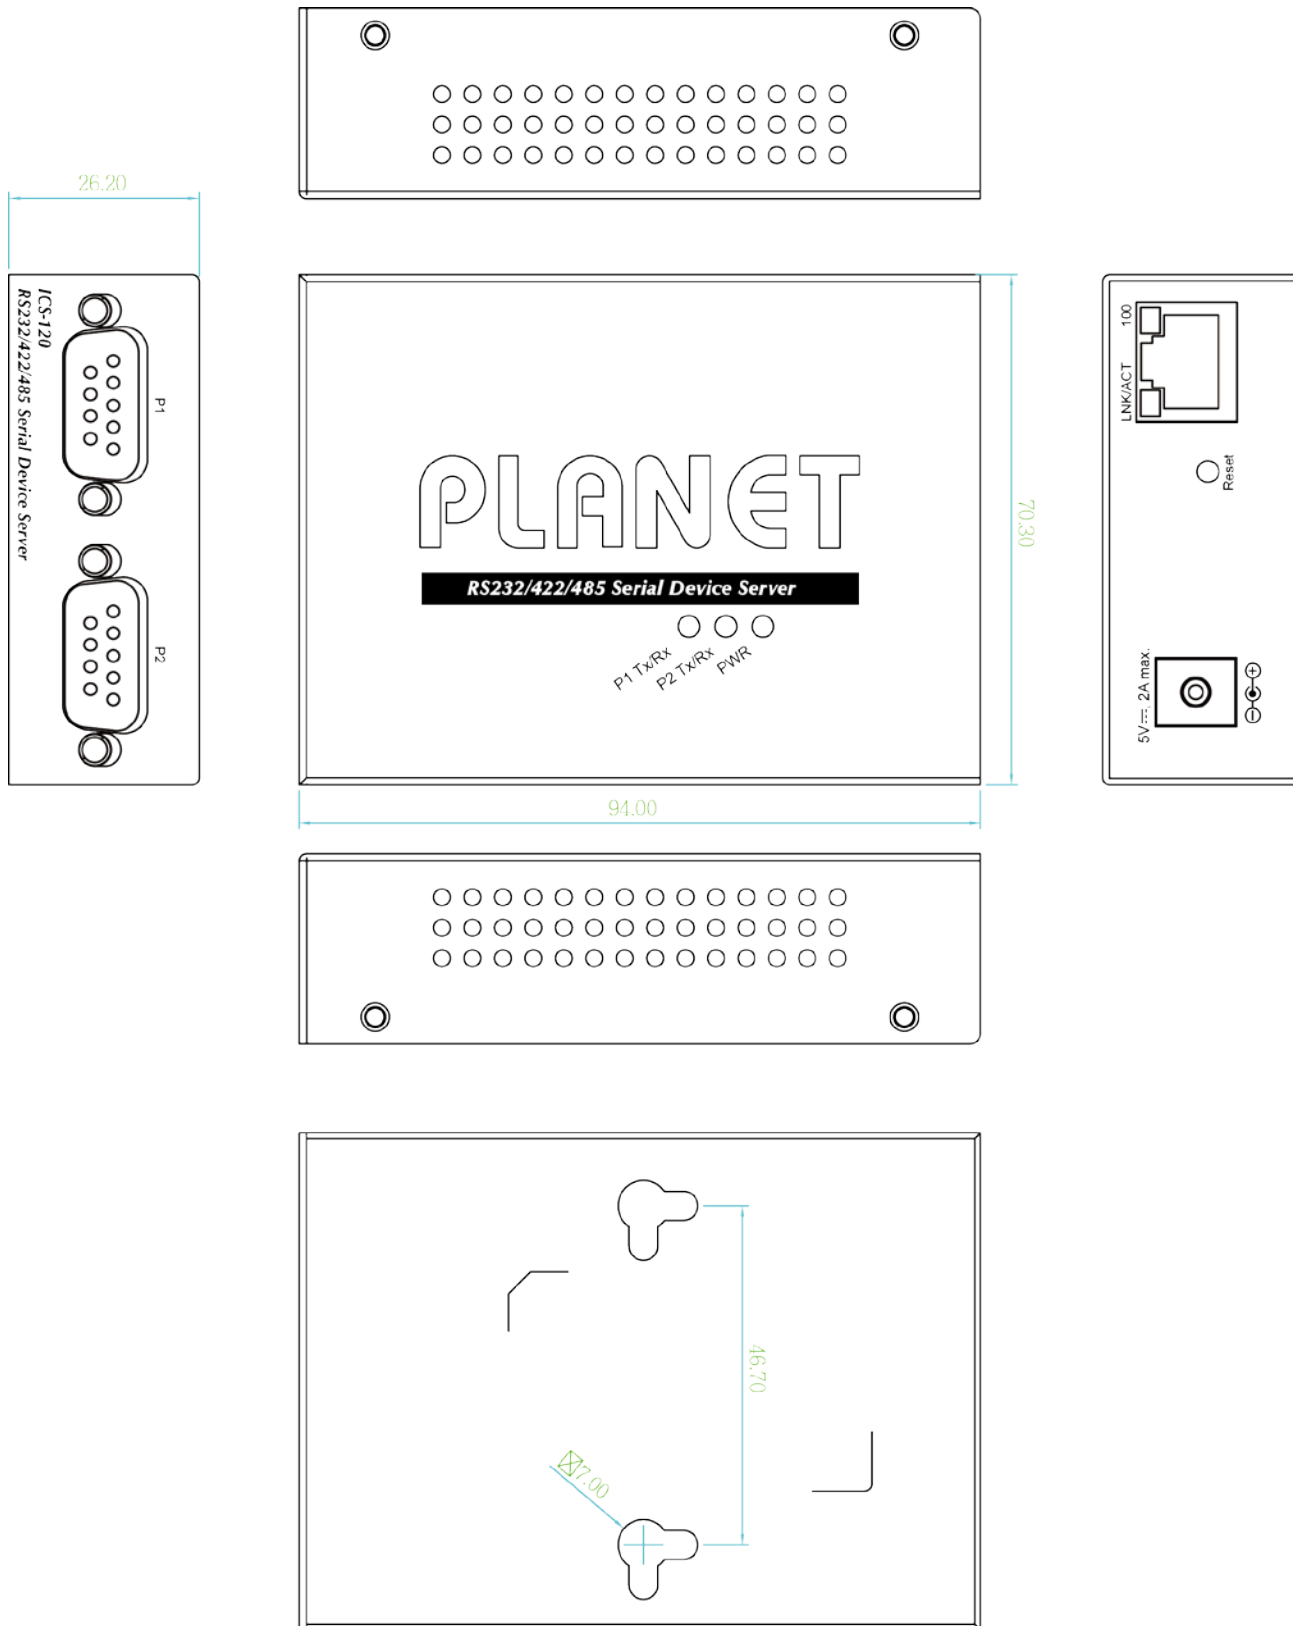 26.20
ICS-120
RS232/422/485 Serial Device Server
P1
P2
PLANET
RS232/422/485 Serial Device Server
P1 Tx/Rx
P2 Tx/Rx
PWR
70.30
94.00
100
LNK/ACT
Reset
5V⎓, 2A max.
46.70
7.00